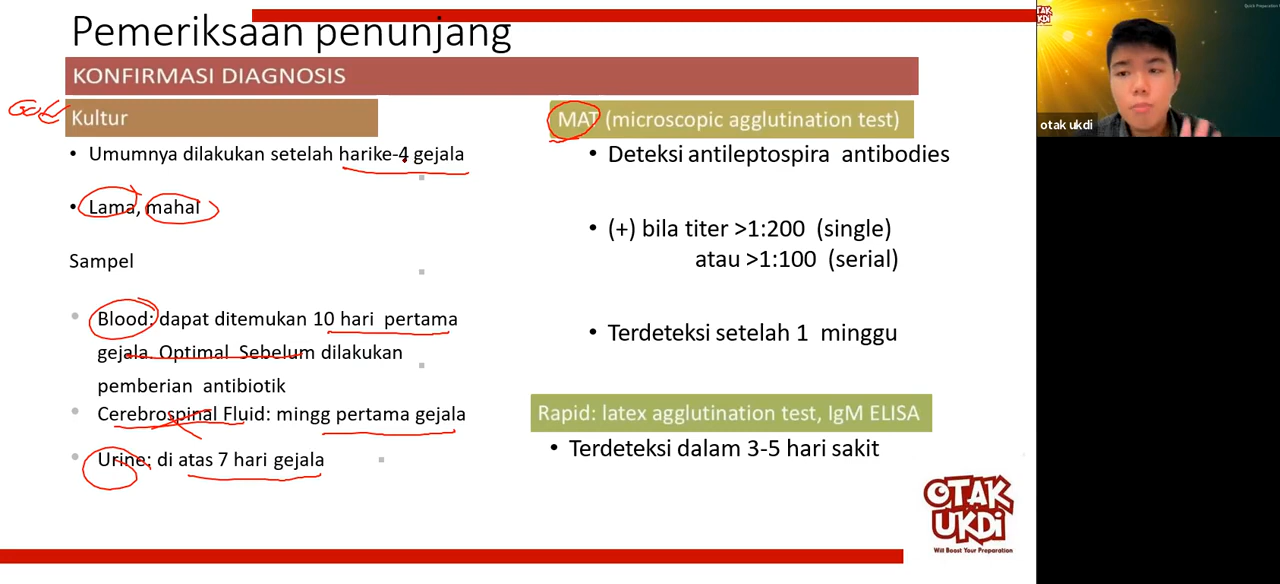 Pemeriksaan penunjang
KONFIRMASI DIAGNOSIS
Gold
Kultur
• Umumnya dilakukan setelah harike-4 gejala
• Lama, mahal
Sampel
Blood: dapat ditemukan 10 hari pertama
gejala. Optimal Sebelum dilakukan
pemberian antibiotik
Cerebrospinal Fluid: mingg pertama gejala
Urine: di atas 7 hari gejala
MAT (microscopic agglutination test)
• Deteksi antileptospira antibodies
• (+) bila titer >1:200 (single)
atau >1:100 (serial)
• Terdeteksi setelah 1 minggu
Rapid: latex agglutination test, IgM ELISA
• Terdeteksi dalam 3-5 hari sakit
OTAK
UKDi
Will Boost Your Preparation
OTAK
UKDi
otak ukdi